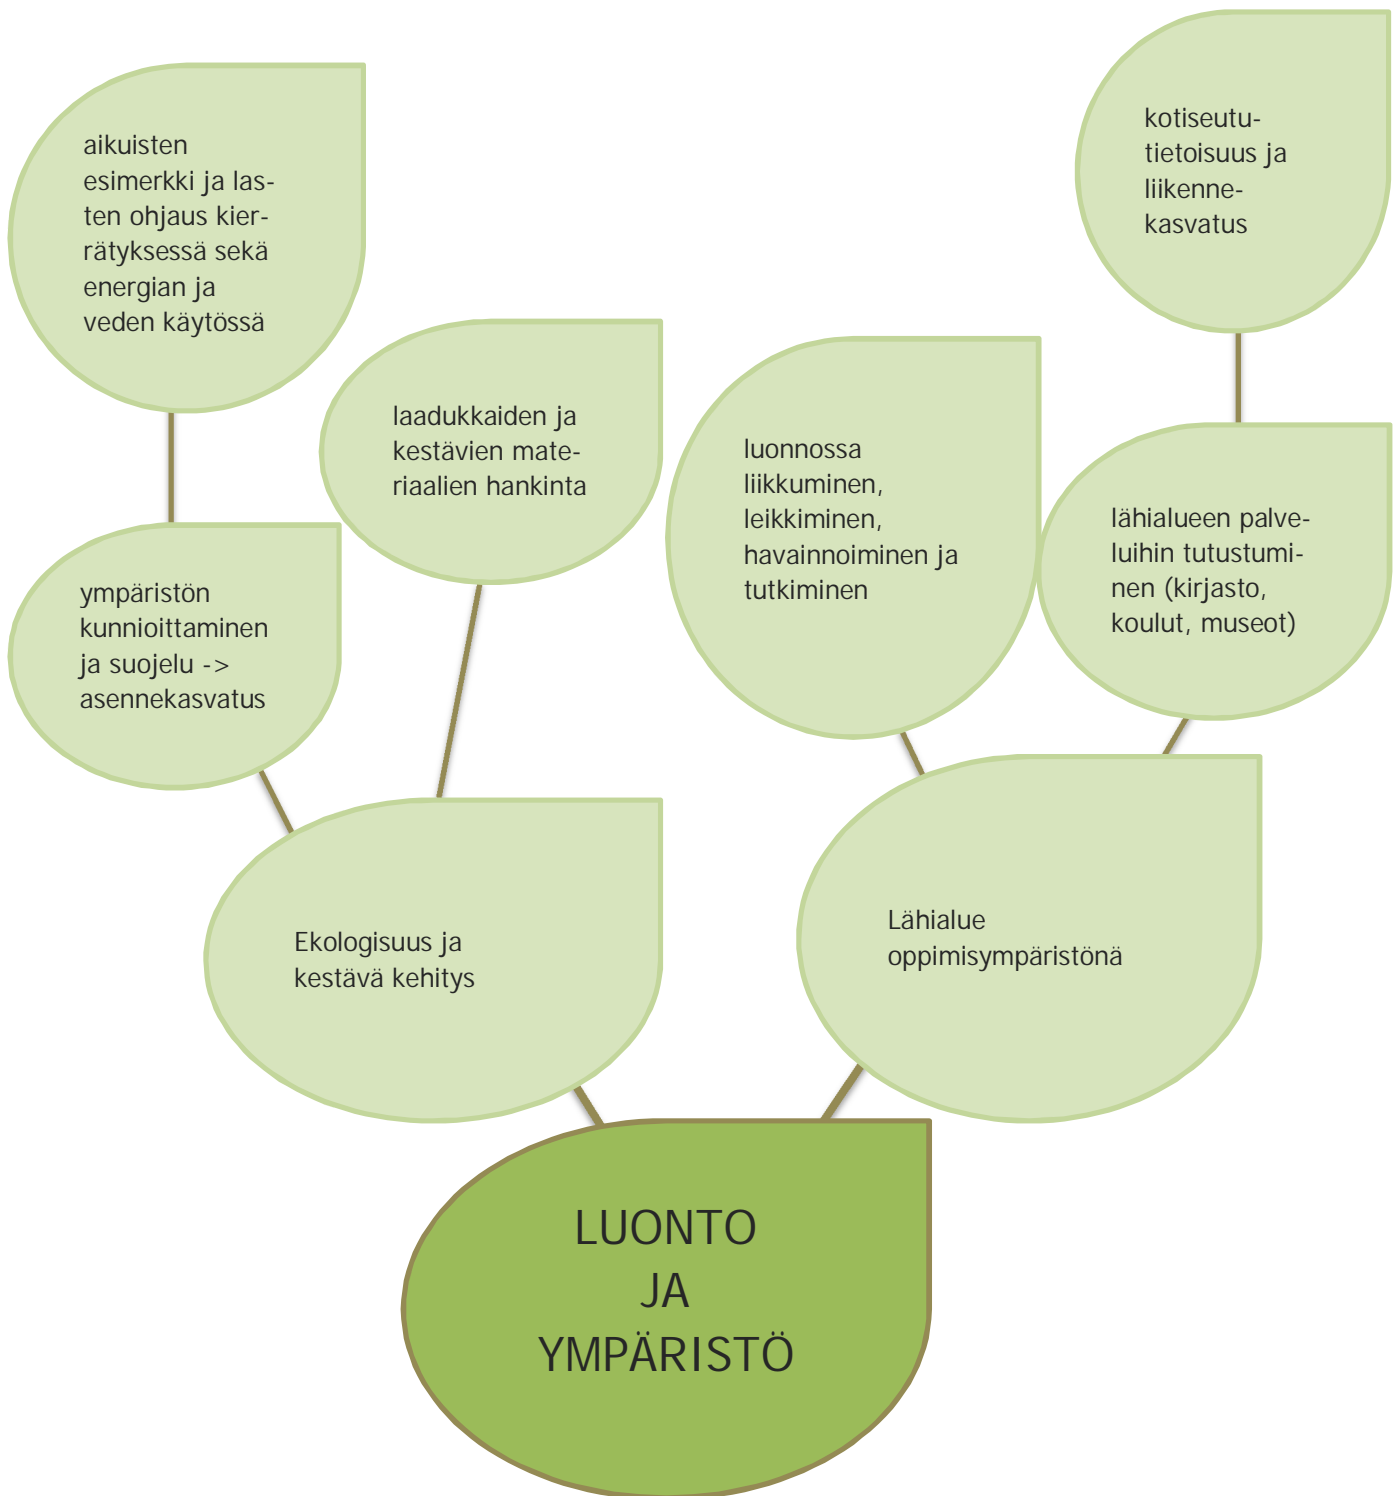 aikuisten
esimerkki ja las-
ten ohjaus kier-
rätyksessä sekä
energian ja
veden käytössä
kotiseutu-
tietoisuus ja
liikenne-
kasvatus
laadukkaiden ja
kestävien mate-
riaalien hankinta
luonnossa
liikkuminen,
leikkiminen,
havainnoiminen ja
tutkiminen
lähialueen palve-
luihin tutustumi-
nen (kirjasto,
koulut, museot)
ympäristön
kunnioittaminen
ja suojelu ->
asennekasvatus
Ekologisuus ja
kestävä kehitys
Lähialue
oppimisympäristönä
LUONTO
JA
YMPÄRISTÖ